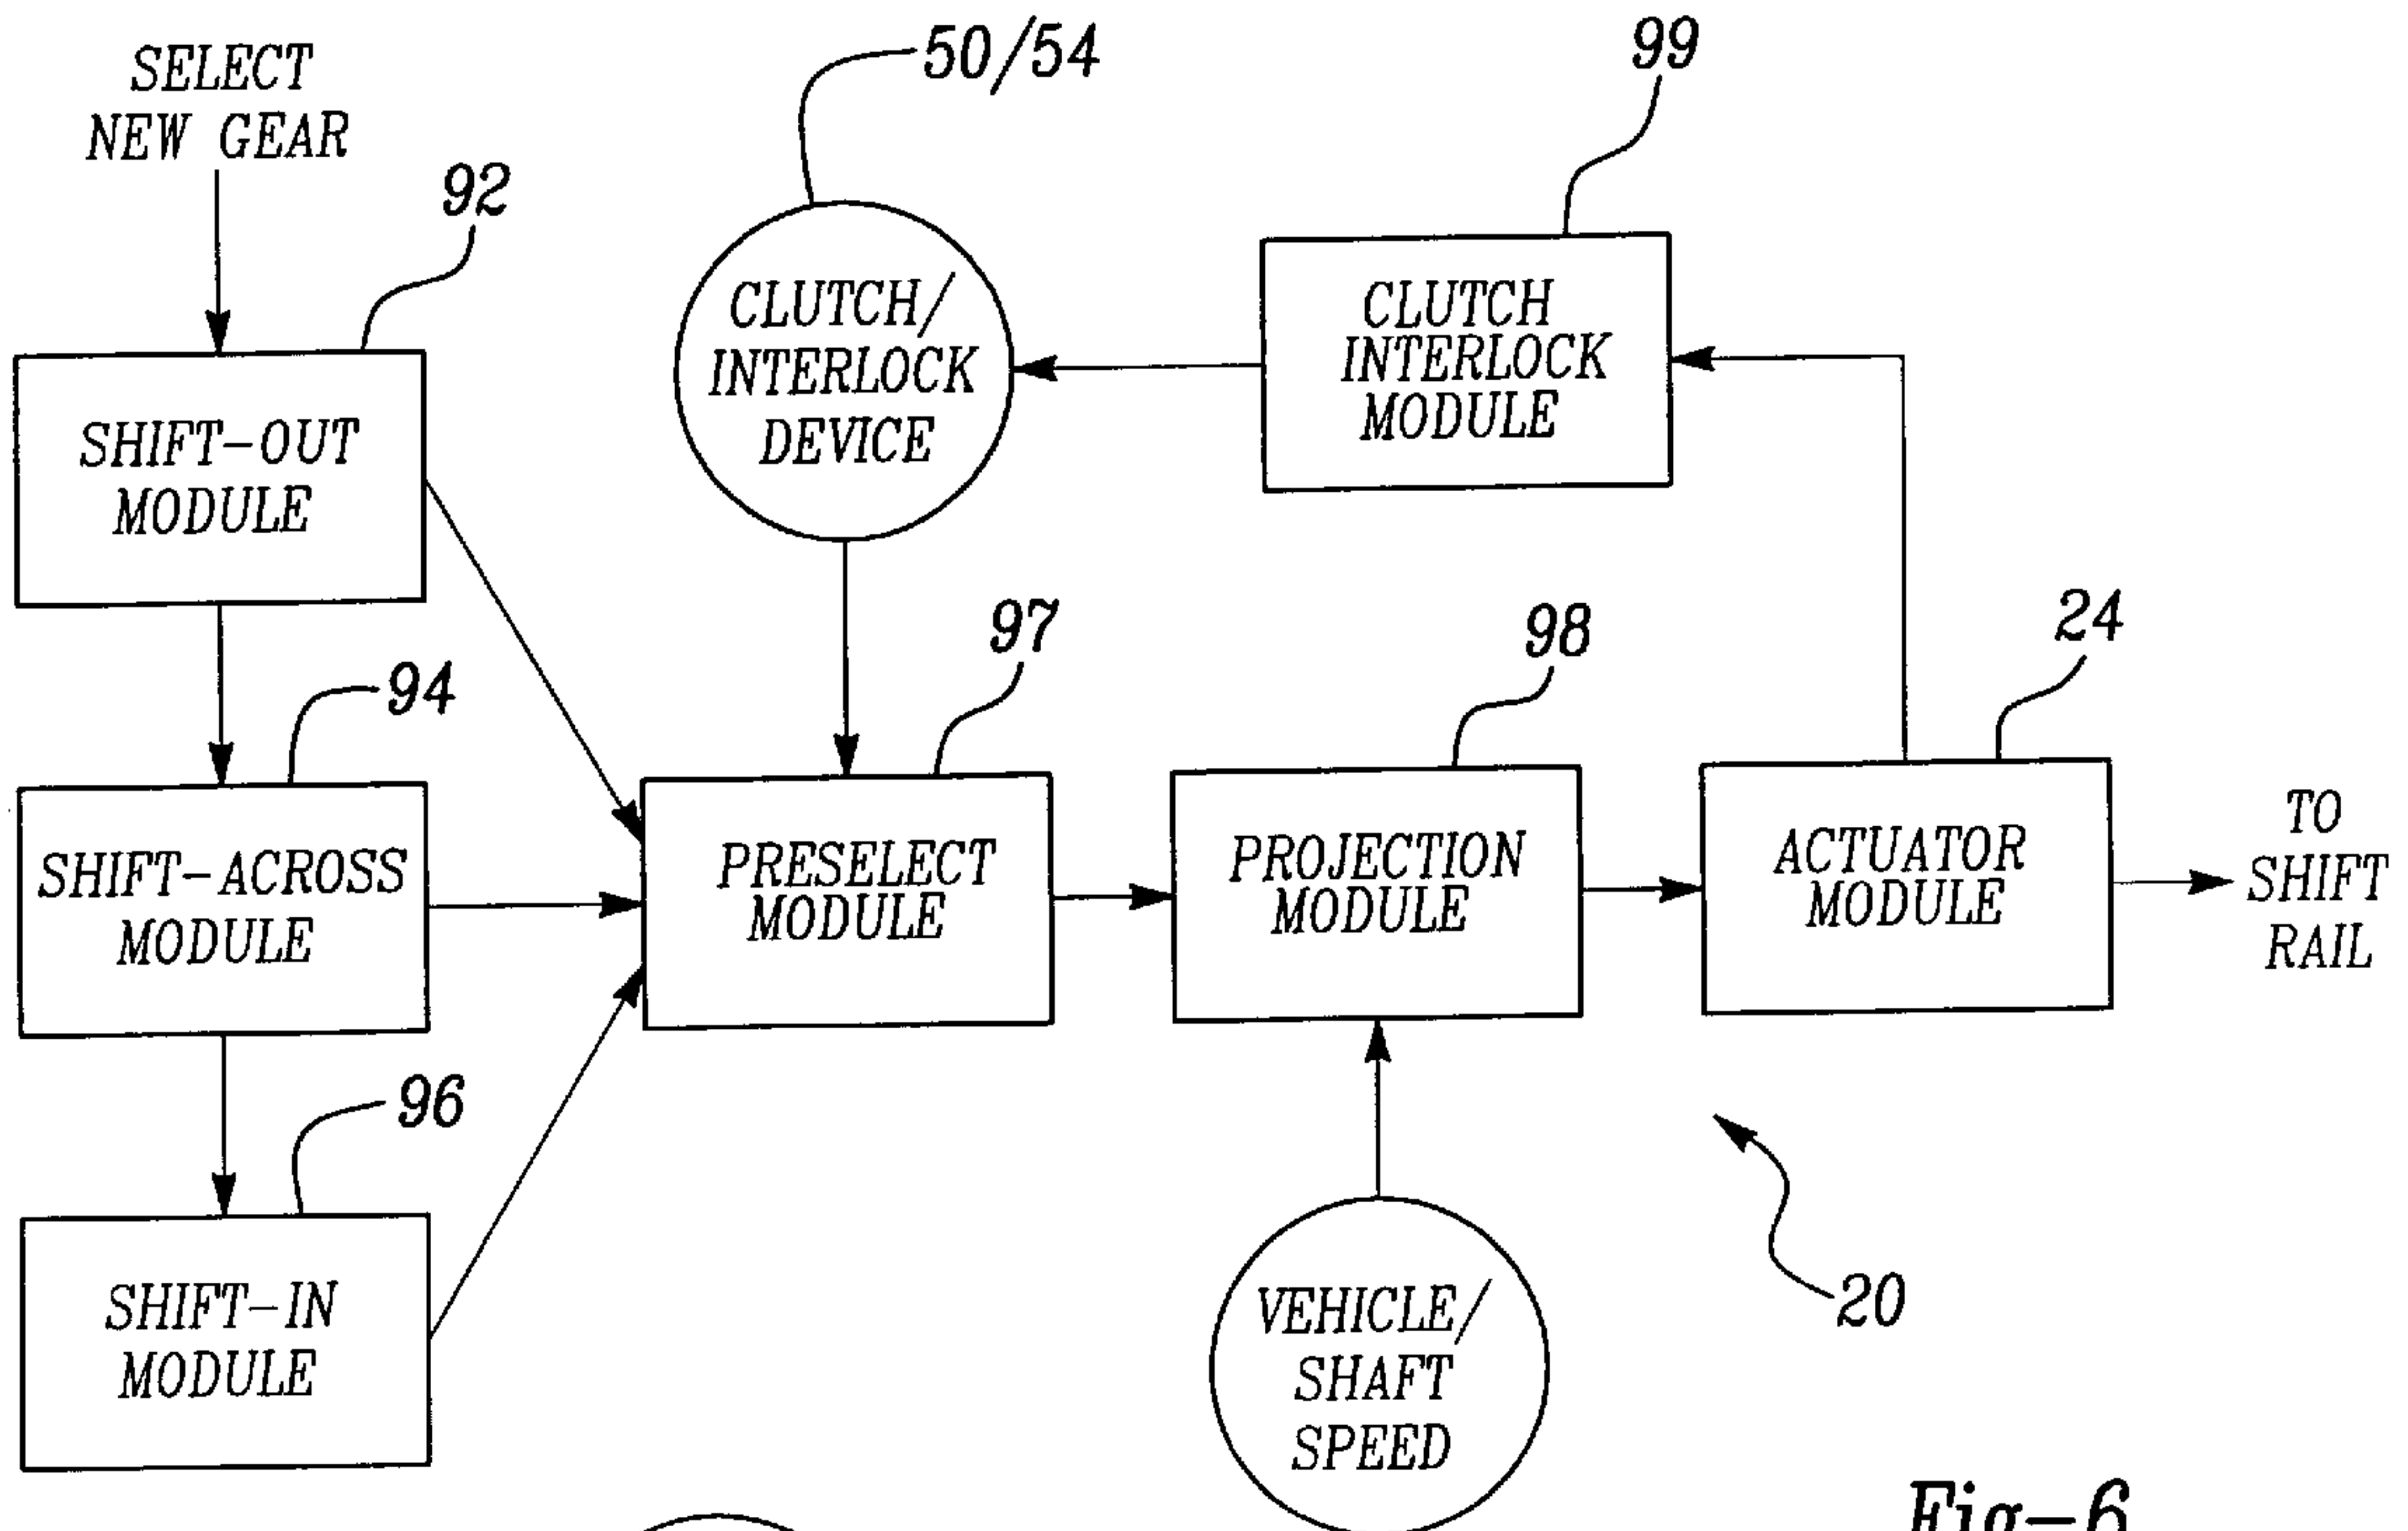 SELECT
NEW GEAR
92
50/54
99
SHIFT-OUT
MODULE
CLUTCH/
INTERLOCK
DEVICE
CLUTCH
INTERLOCK
MODULE
94
97
98
24
SHIFT-ACROSS
MODULE
PRESELECT
MODULE
PROJECTION
MODULE
ACTUATOR
MODULE
TO
SHIFT
RAIL
96
SHIFT-IN
MODULE
VEHICLE/
SHAFT
SPEED
20
Fig-6